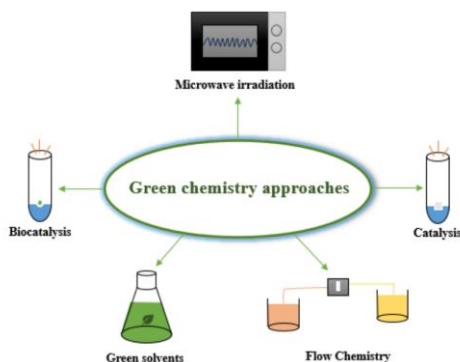 Microwave irradiation
Green chemistry approaches
Biocatalysis
Catalysis
Green solvents
Flow Chemistry